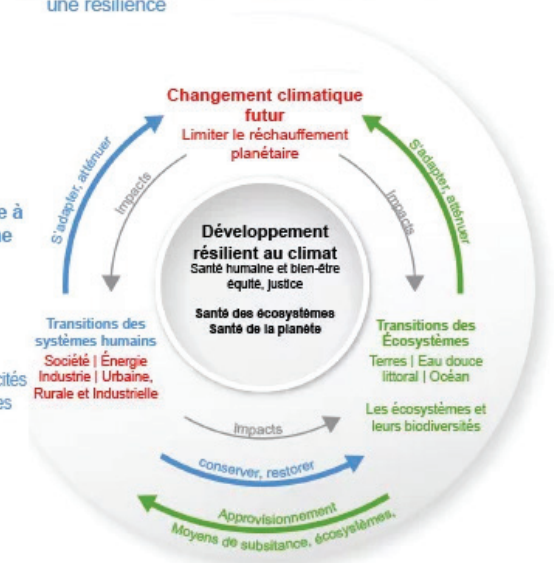 une résilience
Changement climatique
futur
Limiter le réchauffement
planétaire
S'adapter, atténuer
Impacts
Impacts
S'adapter, atténuer
Développement
résilient au climat
Santé humaine et bien-être
équité, justice
Santé des écosystèmes
Santé de la planète
e à
ne
Transitions des
systèmes humains
Société | Énergie
Industrie | Urbaine,
Rurale et Industrielle
cités
es
Transitions des
Écosystèmes
Terres | Eau douce
littoral | Océan
Les écosystèmes et
leurs biodiversités
Impacts
conserver, restorer
Approvisionnement
Moyens de subsitance, écosystèmes,